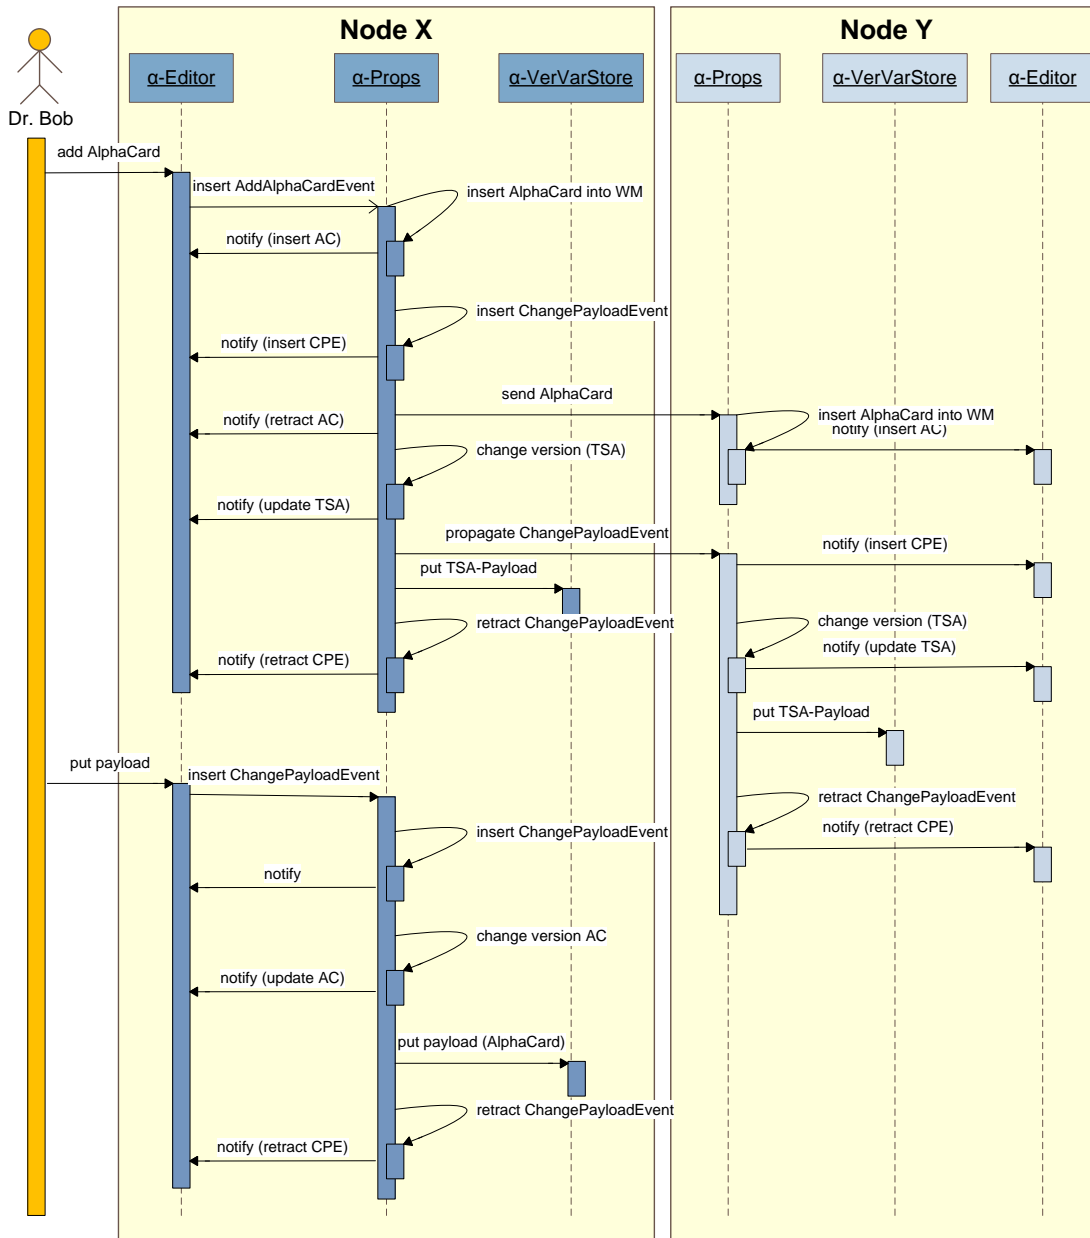 Node X
Node Y
Dr. Bob
α-Editor
α-Props
α-VerVarStore
α-Props
α-VerVarStore
α-Editor
add AlphaCard
insert AddAlphaCardEvent
insert AlphaCard into WM
notify (insert AC)
insert ChangePayloadEvent
notify (insert CPE)
send AlphaCard
insert AlphaCard into WM
notify (insert AC)
notify (retract AC)
change version (TSA)
notify (update TSA)
propagate ChangePayloadEvent
notify (insert CPE)
put TSA-Payload
retract ChangePayloadEvent
change version (TSA)
notify (update TSA)
notify (retract CPE)
put TSA-Payload
put payload
insert ChangePayloadEvent
retract ChangePayloadEvent
notify (retract CPE)
insert ChangePayloadEvent
notify
change version AC
notify (update AC)
put payload (AlphaCard)
retract ChangePayloadEvent
notify (retract CPE)